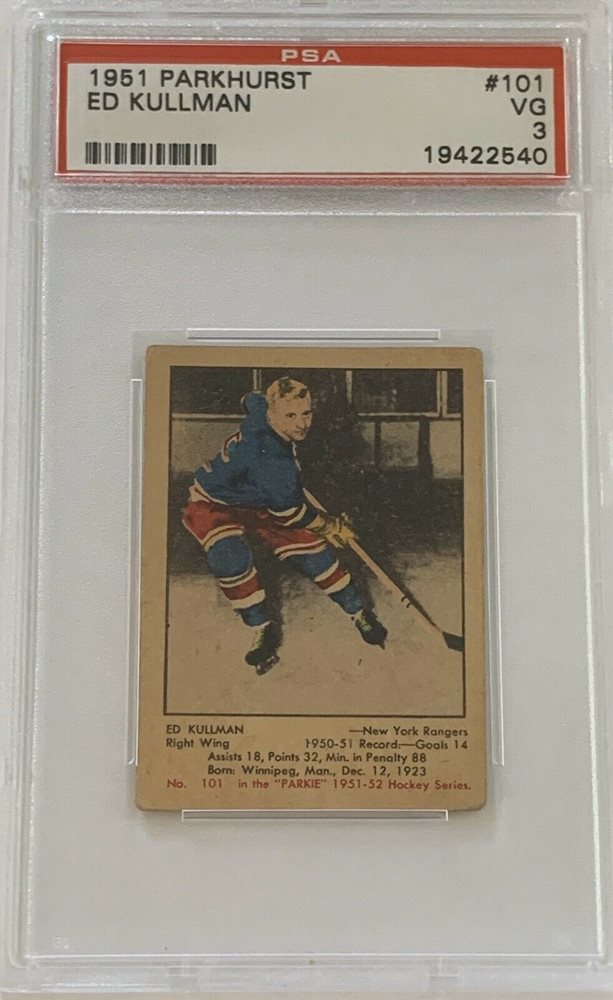 PSA
1951 PARKHURST #101
ED KULLMAN VG
3
19422540
ED KULLMAN —New York Rangers
Right Wing 1950-51 Record:—Goals 14
Assists 18, Points 32, Min. in Penalty 88
Born: Winnipeg, Man., Dec. 12, 1923
No. 101 in the "PARKIE" 1951-52 Hockey Series.